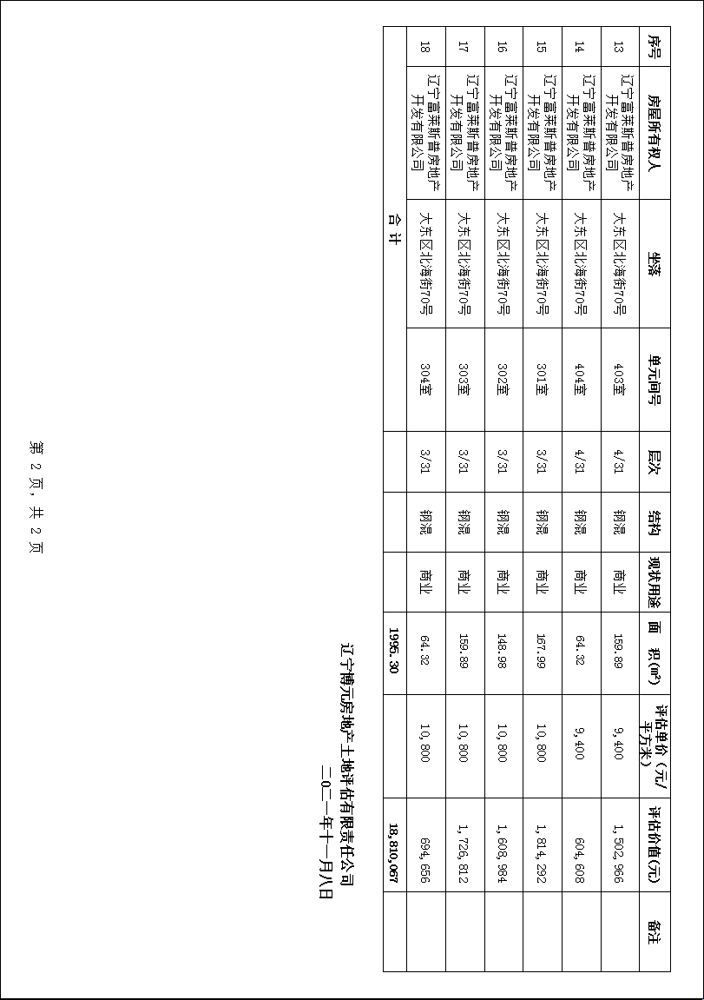 序号 房屋所有权人 坐落 单元间号 层次 结构 现状用途 面 积(m²) 评估单价（元/平方米） 评估价值(元) 备注
13 辽宁富莱斯普房地产开发有限公司 大东区北海街70号 403室 4/31 钢混 商业 159.89 9,400 1,502,966
14 辽宁富莱斯普房地产开发有限公司 大东区北海街70号 404室 4/31 钢混 商业 64.32 9,400 604,608
15 辽宁富莱斯普房地产开发有限公司 大东区北海街70号 301室 3/31 钢混 商业 167.99 10,800 1,814,292
16 辽宁富莱斯普房地产开发有限公司 大东区北海街70号 302室 3/31 钢混 商业 148.98 10,800 1,608,984
17 辽宁富莱斯普房地产开发有限公司 大东区北海街70号 303室 3/31 钢混 商业 159.89 10,800 1,726,812
18 辽宁富莱斯普房地产开发有限公司 大东区北海街70号 304室 3/31 钢混 商业 64.32 10,800 694,656
合 计 1995.30 18,810,067
辽宁博元房地产土地评估有限责任公司
二〇二一年十一月八日
第 2 页, 共 2 页